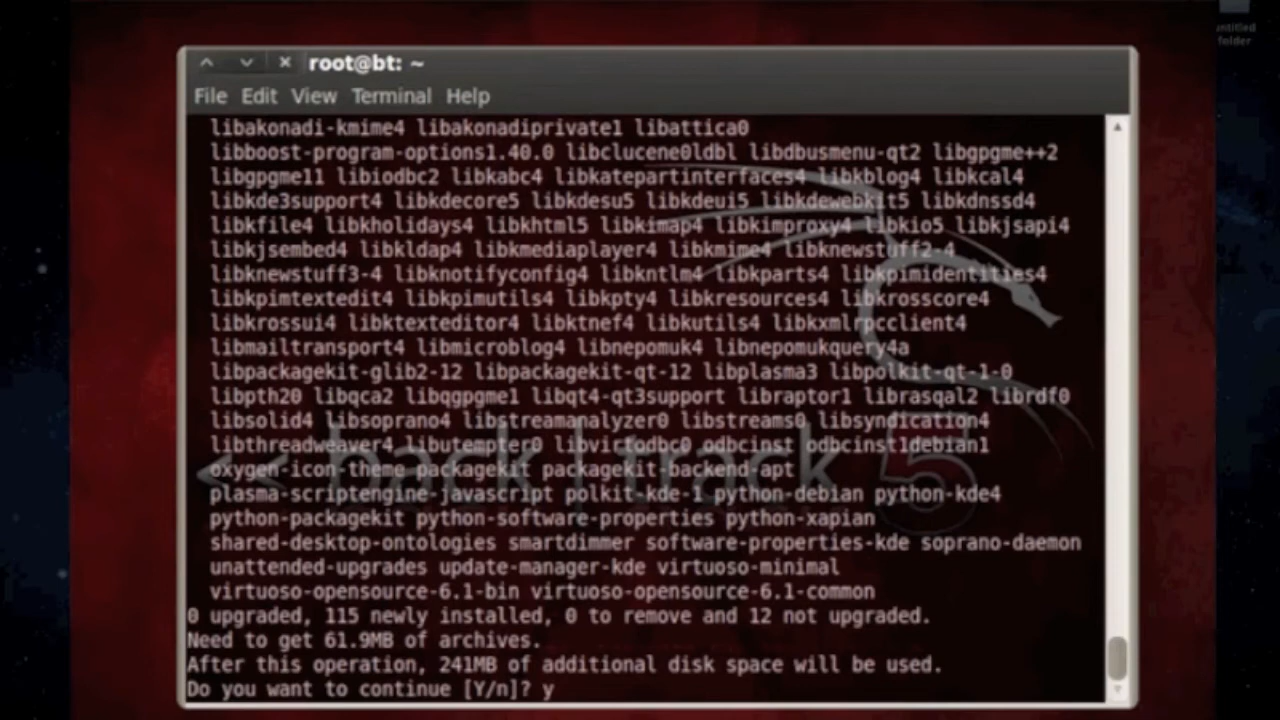 untitled
folder
root@bt: ~
File Edit View Terminal Help
libakonadi-kmime4 libakonadiprivate1 libattica0
libboost-program-options1.40.0 libclucene0ldbl libdbusmenu-qt2 libgpgme++2
libgpgme11 libiodbc2 libkabc4 libkatepartinterfaces4 libkblog4 libkcal4
libkde3support4 libkdecore5 libkdesu5 libkdeui5 libkdewebkit5 libkdnssd4
libkfile4 libkholidays4 libkhtml5 libkimap4 libkimproxy4 libkio5 libkjsapi4
libkjsembed4 libkldap4 libkmediaplayer4 libkmime4 libknewstuff2-4
libknewstuff3-4 libknotifyconfig4 libkntlm4 libkparts4 libkpimidentities4
libkpimtextedit4 libkpimutils4 libkpty4 libkresources4 libkrosscore4
libkrossui4 libktexteditor4 libktnef4 libkutils4 libkxmlrpcclient4
libmailtransport4 libmicroblog4 libnepomuk4 libnepomukquery4a
libpackagekit-glib2-12 libpackagekit-qt-12 libplasma3 libpolkit-qt-1-0
libpth20 libqca2 libqgpgme1 libqt4-qt3support libraptor1 librasqal2 librdf0
libsolid4 libsoprano4 libstreamanalyzer0 libstreams0 libsyndication4
libthreadweaver4 libutempter0 libvirtodbc0 odbcinst odbcinst1debian1
oxygen-icon-theme packagekit packagekit-backend-apt
<< back | track 5
plasma-scriptengine-javascript polkit-kde-1 python-debian python-kde4
python-packagekit python-software-properties python-xapian
shared-desktop-ontologies smartdimmer software-properties-kde soprano-daemon
unattended-upgrades update-manager-kde virtuoso-minimal
virtuoso-opensource-6.1-bin virtuoso-opensource-6.1-common
0 upgraded, 115 newly installed, 0 to remove and 12 not upgraded.
Need to get 61.9MB of archives.
After this operation, 241MB of additional disk space will be used.
Do you want to continue [Y/n]? y